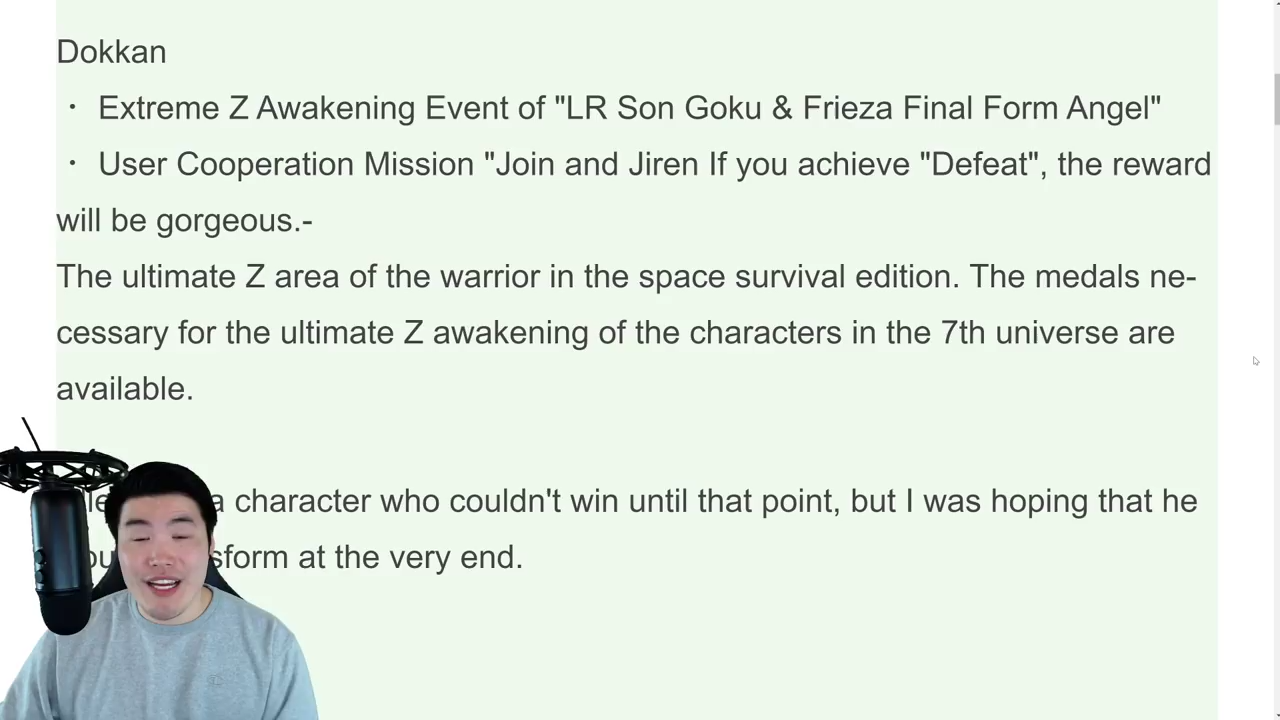 Dokkan
・ Extreme Z Awakening Event of "LR Son Goku & Frieza Final Form Angel"
・ User Cooperation Mission "Join and Jiren If you achieve "Defeat", the reward
will be gorgeous.-
The ultimate Z area of the warrior in the space survival edition. The medals ne-
cessary for the ultimate Z awakening of the characters in the 7th universe are
available.
a character who couldn't win until that point, but I was hoping that he
at the very end.